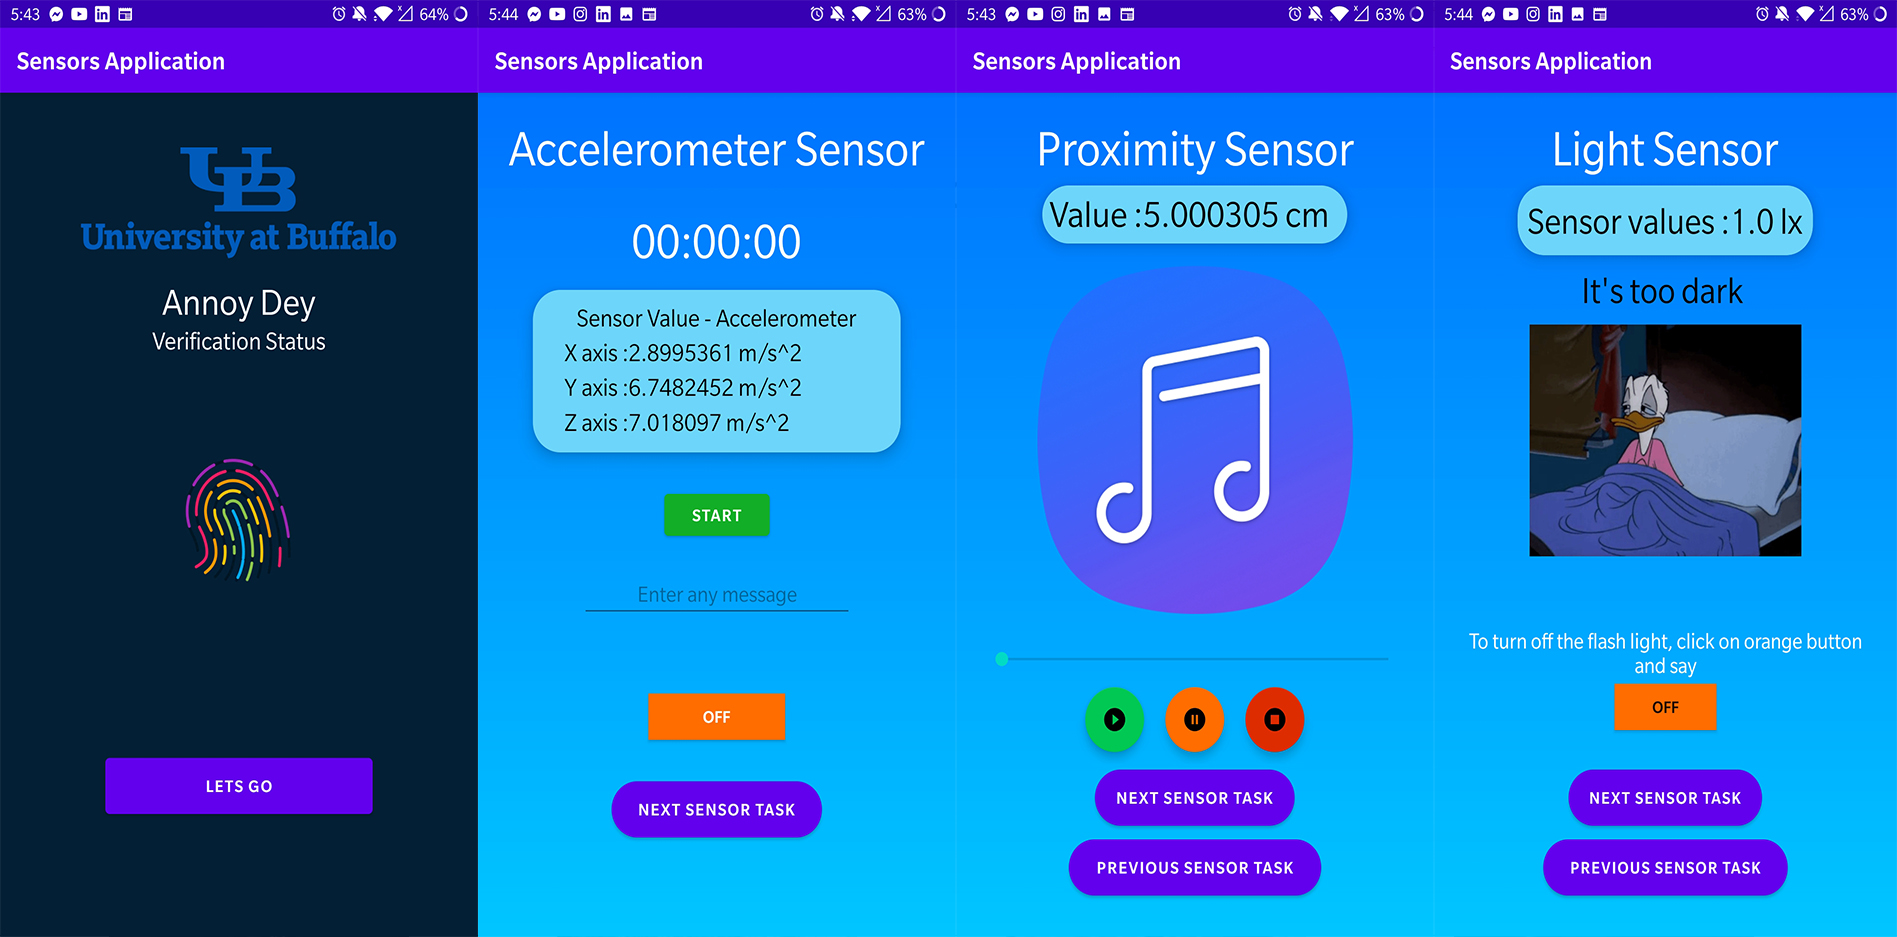 5:43
64%
Sensors Application
UB
University at Buffalo
Annoy Dey
Verification Status
LETS GO
5:44
63%
Sensors Application
Accelerometer Sensor
00:00:00
Sensor Value - Accelerometer
X axis :2.8995361 m/s^2
Y axis :6.7482452 m/s^2
Z axis :7.018097 m/s^2
START
Enter any message
OFF
NEXT SENSOR TASK
5:43
63%
Sensors Application
Proximity Sensor
Value :5.000305 cm
NEXT SENSOR TASK
PREVIOUS SENSOR TASK
5:44
63%
Sensors Application
Light Sensor
Sensor values :1.0 lx
It's too dark
To turn off the flash light, click on orange button
and say
OFF
NEXT SENSOR TASK
PREVIOUS SENSOR TASK